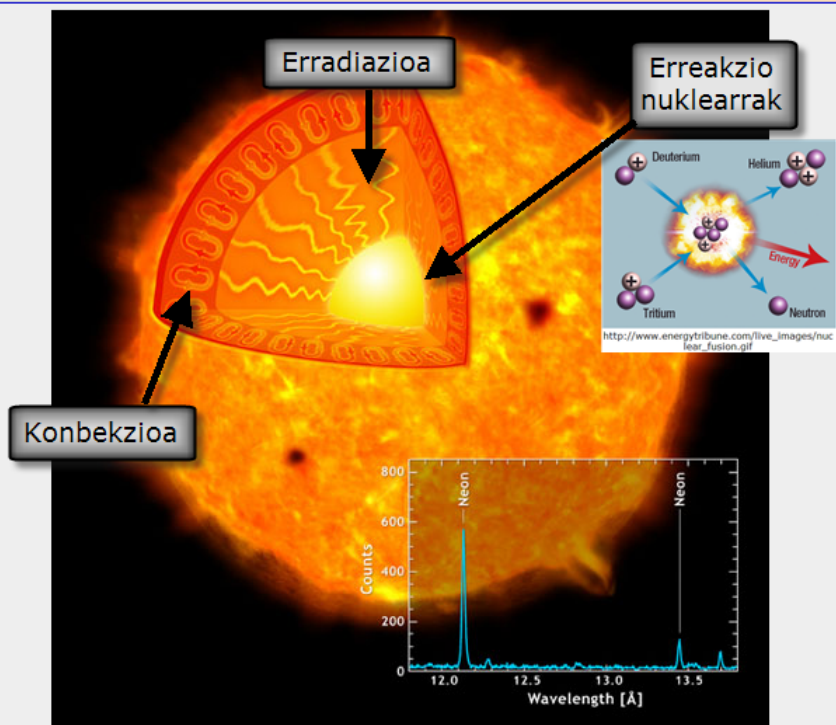 Erradiazioa
Erreakzio
nuklearrak
Deuterium
Helium
Energy
Tritium
Neutron
http://www.energytribune.com/live_images/nuc
lear_fusion.gif
Konbekzioa
800
600
400
200
0
Counts
Neon
Neon
12.0
12.5
13.0
13.5
Wavelength [Å]